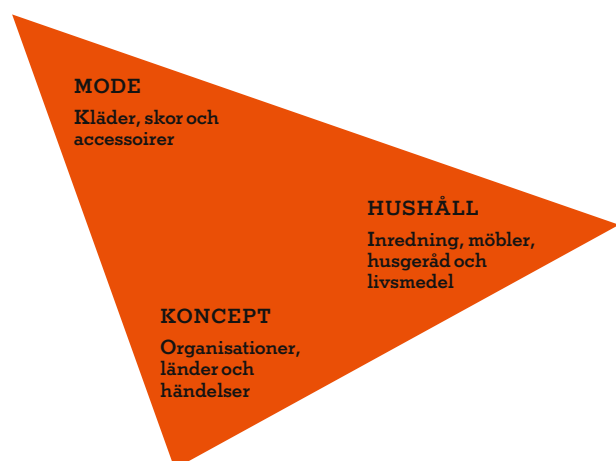 MODE
Kläder, skor och
accessoirer
HUSHÅLL
Inredning, möbler,
husgeråd och
livsmedel
KONCEPT
Organisationer,
länder och
händelser